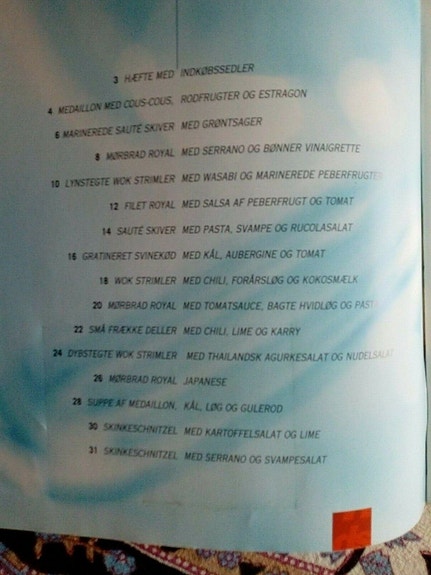 3 HÆFTE MED INDKØBSSEDLER
4 MEDAILLON MED COUS-COUS, RODFRUGTER OG ESTRAGON
6 MARINEREDE SAUTÉ SKIVER MED GRØNTSAGER
8 MØRBRAD ROYAL MED SERRANO OG BØNNER VINAIGRETTE
10 LYNSTEGTE WOK STRIMLER MED WASABI OG MARINEREDE PEBERFRUGTER
12 FILET ROYAL MED SALSA AF PEBERFRUGT OG TOMAT
14 SAUTÉ SKIVER MED PASTA, SVAMPE OG RUCOLASALAT
16 GRATINERET SVINEKØD MED KÅL, AUBERGINE OG TOMAT
18 WOK STRIMLER MED CHILI, FORÅRSLØG OG KOKOSMÆLK
20 MØRBRAD ROYAL MED TOMATSAUCE, BAGTE HVIDLØG OG PASTA
22 SMÅ FRÆKKE DELLER MED CHILI, LIME OG KARRY
24 DYBSTEGTE WOK STRIMLER MED THAILANDSK AGURKESALAT OG NUDELSALAT
26 MØRBRAD ROYAL JAPANESE
28 SUPPE AF MEDAILLON, KÅL, LØG OG GULEROD
30 SKINKESCHNITZEL MED KARTOFFELSALAT OG LIME
31 SKINKESCHNITZEL MED SERRANO OG SVAMPESALAT